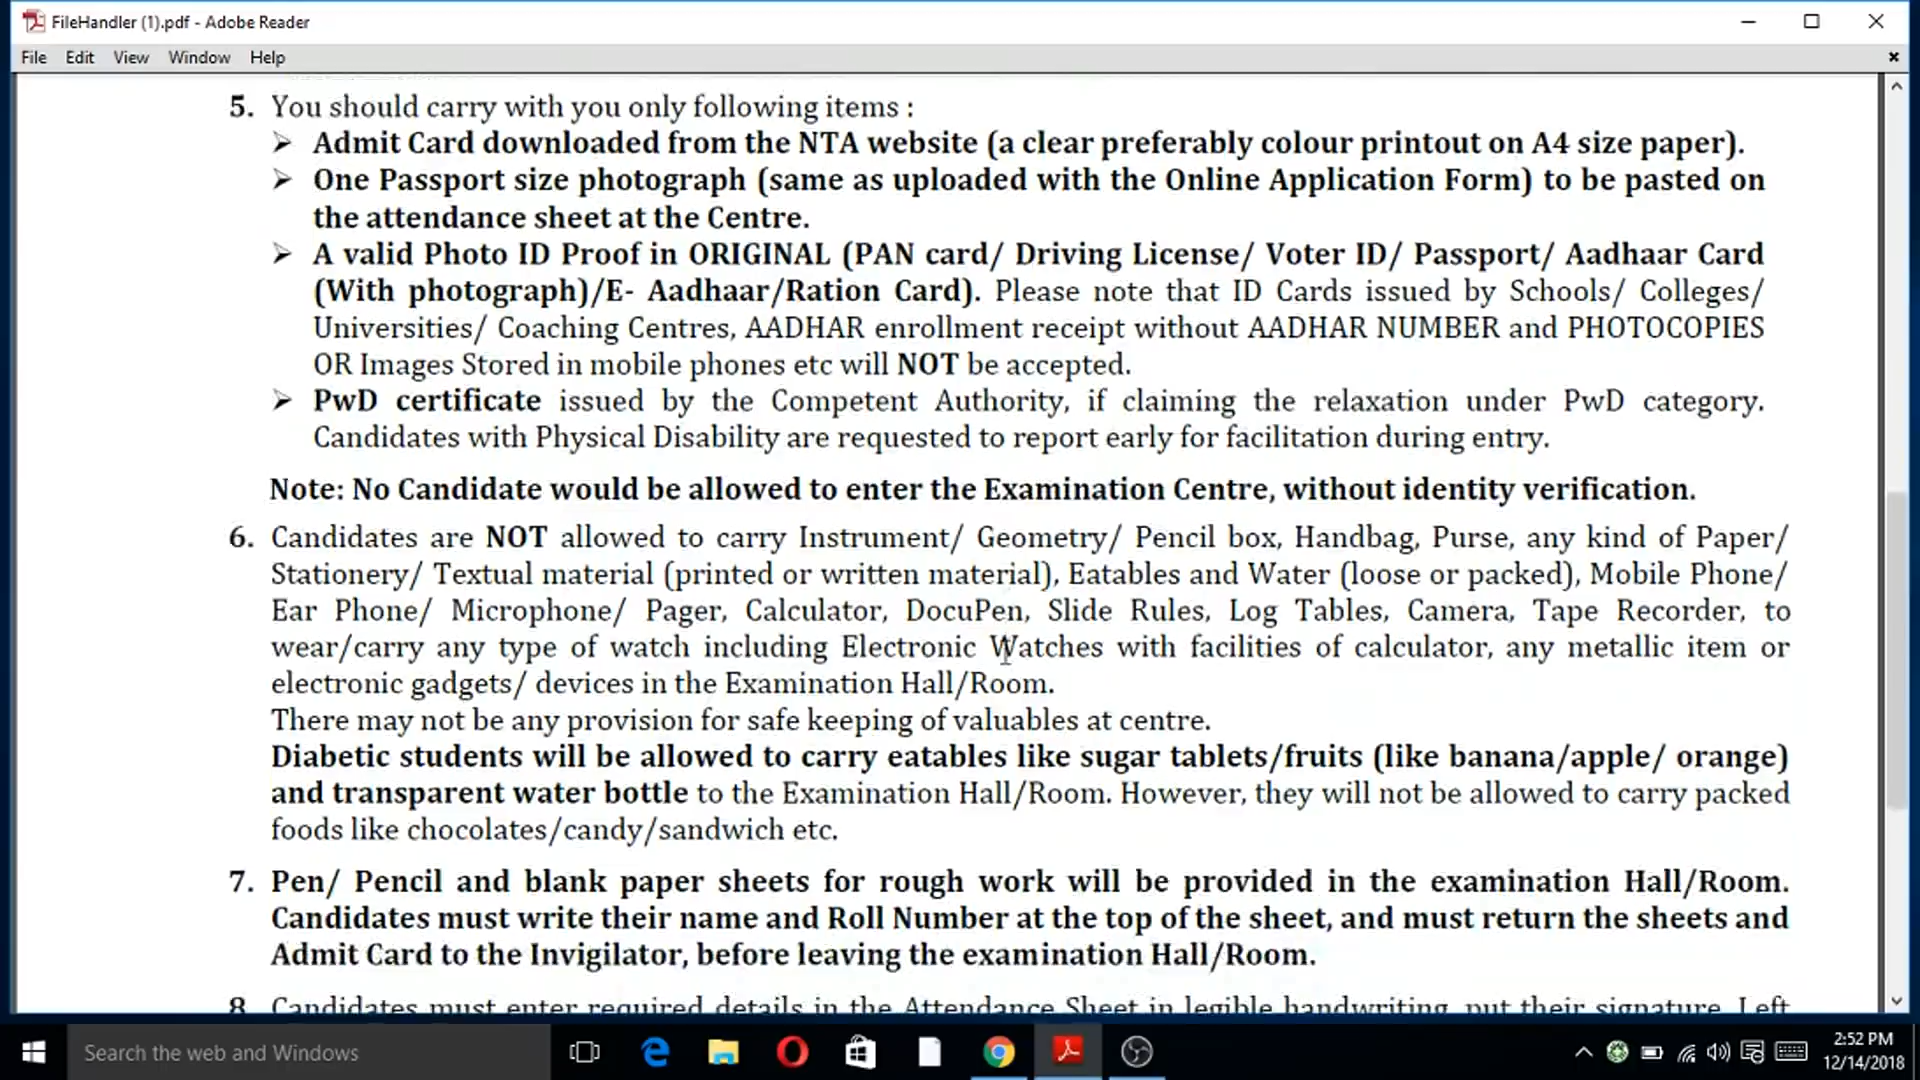 FileHandler (1).pdf - Adobe Reader
File Edit View Window Help
5. You should carry with you only following items :
➢ Admit Card downloaded from the NTA website (a clear preferably colour printout on A4 size paper).
➢ One Passport size photograph (same as uploaded with the Online Application Form) to be pasted on
the attendance sheet at the Centre.
➢ A valid Photo ID Proof in ORIGINAL (PAN card/ Driving License/ Voter ID/ Passport/ Aadhaar Card
(With photograph)/E- Aadhaar/Ration Card). Please note that ID Cards issued by Schools/ Colleges/
Universities/ Coaching Centres, AADHAR enrollment receipt without AADHAR NUMBER and PHOTOCOPIES
OR Images Stored in mobile phones etc will NOT be accepted.
➢ PwD certificate issued by the Competent Authority, if claiming the relaxation under PwD category.
Candidates with Physical Disability are requested to report early for facilitation during entry.
Note: No Candidate would be allowed to enter the Examination Centre, without identity verification.
6. Candidates are NOT allowed to carry Instrument/ Geometry/ Pencil box, Handbag, Purse, any kind of Paper/
Stationery/ Textual material (printed or written material), Eatables and Water (loose or packed), Mobile Phone/
Ear Phone/ Microphone/ Pager, Calculator, DocuPen, Slide Rules, Log Tables, Camera, Tape Recorder, to
wear/carry any type of watch including Electronic Watches with facilities of calculator, any metallic item or
electronic gadgets/ devices in the Examination Hall/Room.
There may not be any provision for safe keeping of valuables at centre.
Diabetic students will be allowed to carry eatables like sugar tablets/fruits (like banana/apple/ orange)
and transparent water bottle to the Examination Hall/Room. However, they will not be allowed to carry packed
foods like chocolates/candy/sandwich etc.
7. Pen/ Pencil and blank paper sheets for rough work will be provided in the examination Hall/Room.
Candidates must write their name and Roll Number at the top of the sheet, and must return the sheets and
Admit Card to the Invigilator, before leaving the examination Hall/Room.
8 Candidates must enter required details in the Attendance Sheet in legible handwriting, put their signature, Left
Search the web and Windows
2:52 PM
12/14/2018